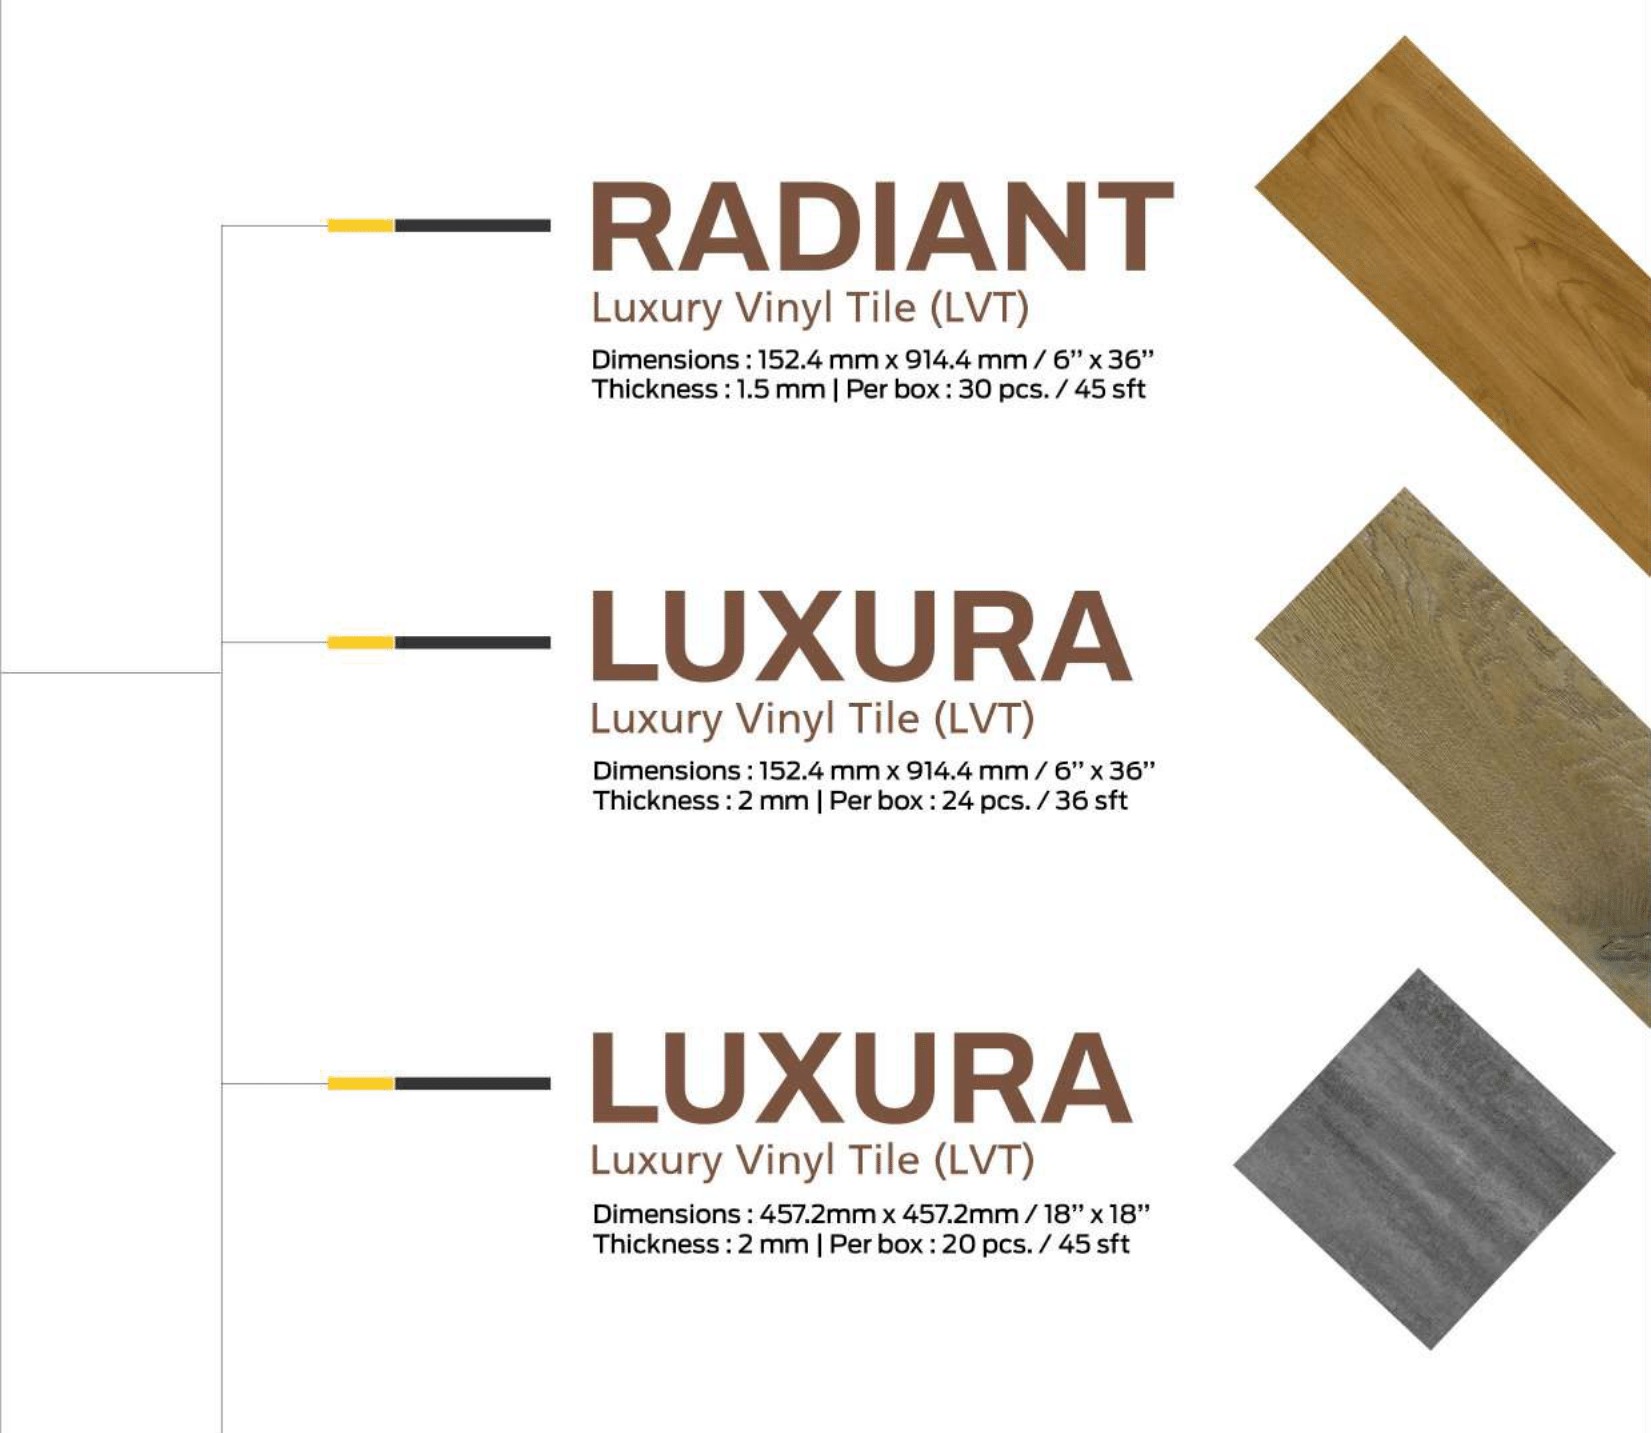 RADIANT
Luxury Vinyl Tile (LVT)
Dimensions : 152.4 mm x 914.4 mm / 6’’ x 36’’
Thickness : 1.5 mm | Per box : 30 pcs. / 45 sft
LUXURA
Luxury Vinyl Tile (LVT)
Dimensions : 152.4 mm x 914.4 mm / 6’’ x 36’’
Thickness : 2 mm | Per box : 24 pcs. / 36 sft
LUXURA
Luxury Vinyl Tile (LVT)
Dimensions : 457.2mm x 457.2mm / 18’’ x 18’’
Thickness : 2 mm | Per box : 20 pcs. / 45 sft